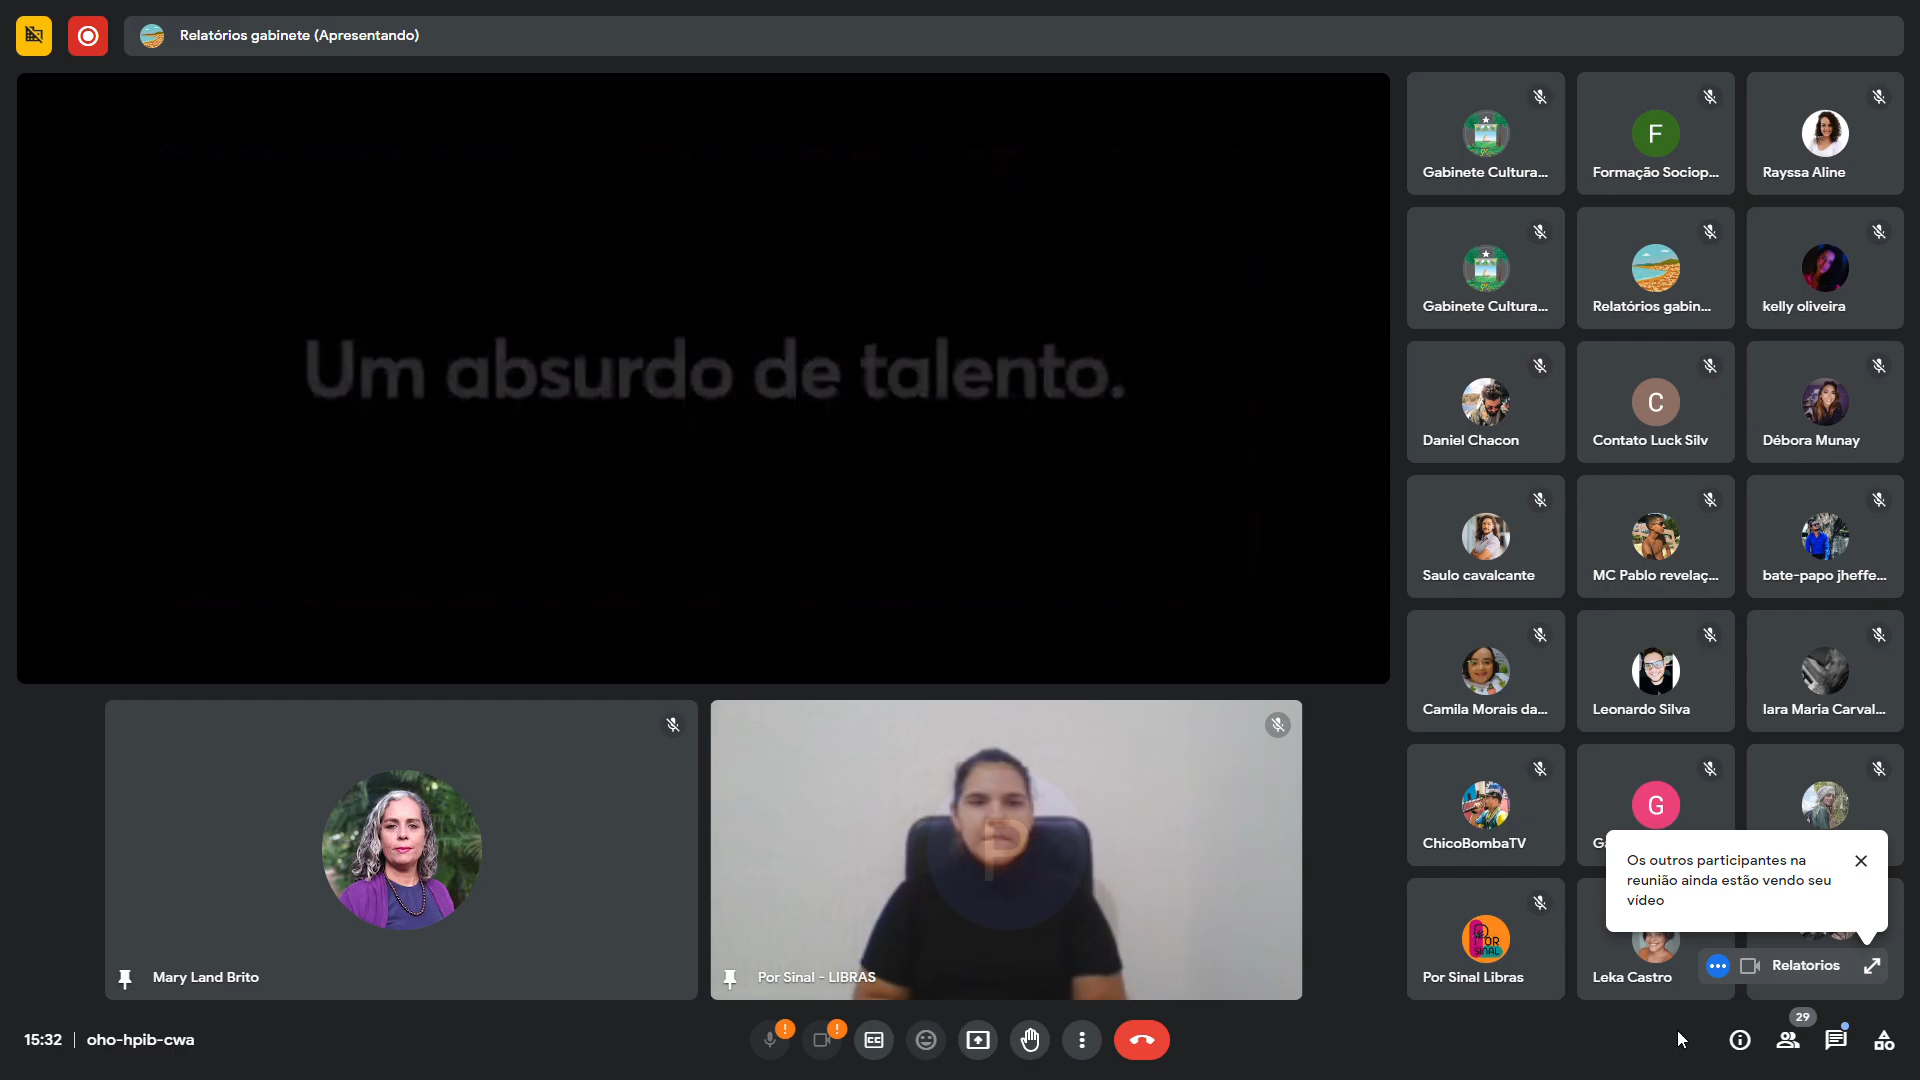 Relatórios gabinete (Apresentando)
Um absurdo de talento.
Gabinete Cultura...
Formação Sociop...
Rayssa Aline
Gabinete Cultura...
Relatórios gabin...
kelly oliveira
Daniel Chacon
Contato Luck Silv
Débora Munay
Saulo cavalcante
MC Pablo revelaç...
bate-papo jheffe...
Camila Morais da...
Leonardo Silva
Iara Maria Carval...
ChicoBombaTV
Os outros participantes na
reunião ainda estão vendo seu
vídeo
Por Sinal Libras
Leka Castro
Relatorios
Mary Land Brito
Por Sinal - LIBRAS
15:32
oho-hpib-cwa
29
F
C
G
P
POR
SINAL
CC